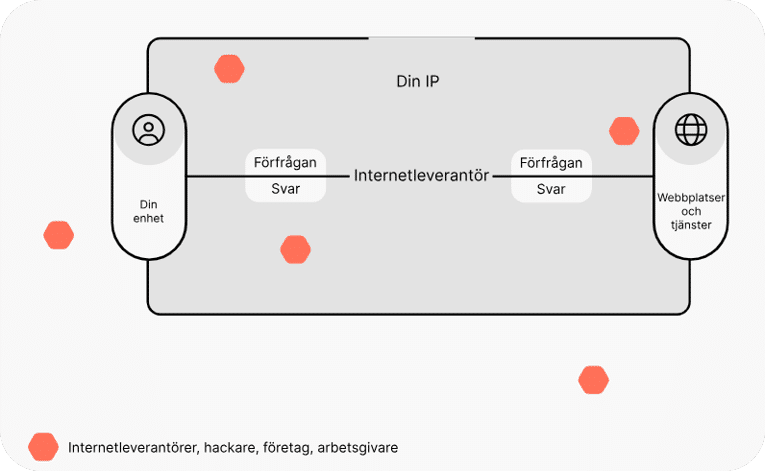 Din IP
Förfrågan
Svar
Internetleverantör
Förfrågan
Svar
Din
enhet
Webbplatser
och
tjänster
Internetleverantörer, hackare, företag, arbetsgivare